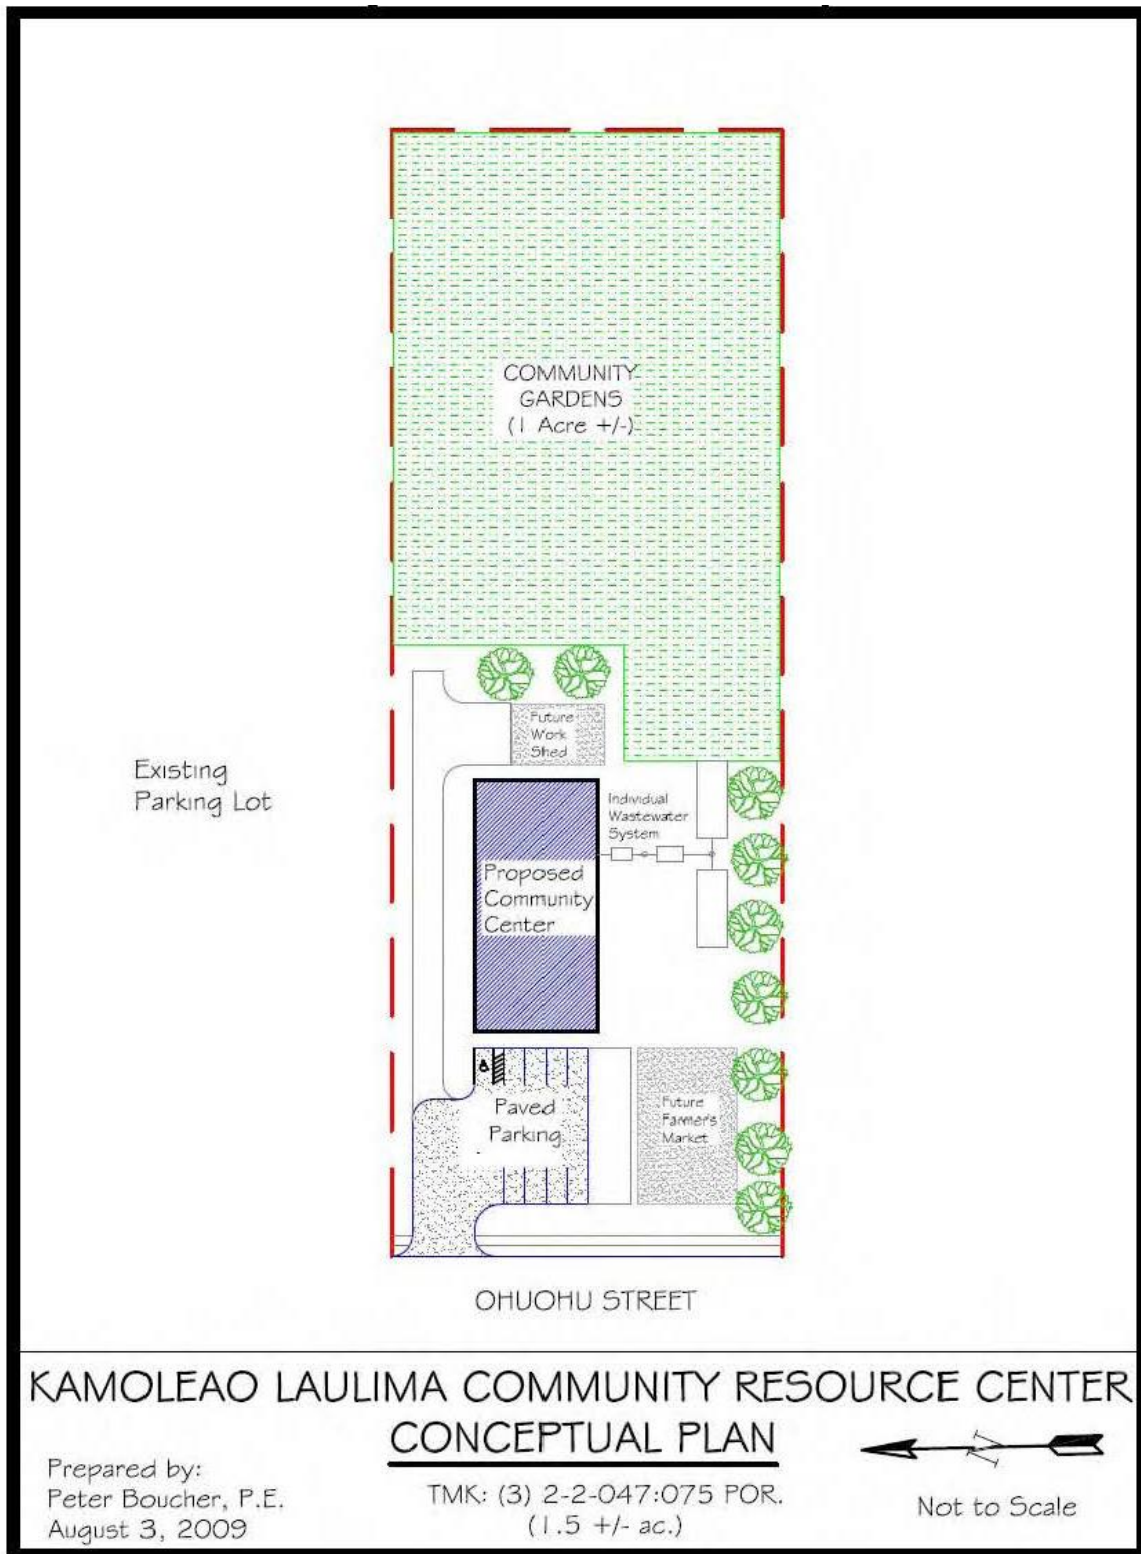 COMMUNITY
GARDENS
(1 Acre +/-)
Future
Work
Shed
Existing
Parking Lot
Individual
Wastewater
System
Proposed
Community
Center
Paved
Parking
Future
Farmer's
Market
OHUOHU STREET
KAMOLEAO LAULIMA COMMUNITY RESOURCE CENTER
CONCEPTUAL PLAN
N
Prepared by:
Peter Boucher, P.E.
August 3, 2009
TMK: (3) 2-2-047:075 POR.
(1.5 +/- ac.)
Not to Scale